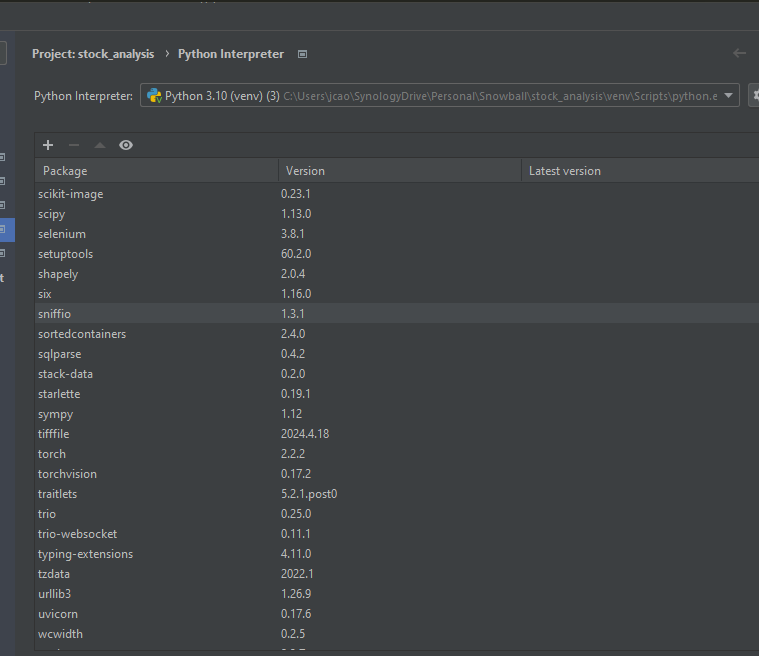 Project: stock_analysis › Python Interpreter
Python Interpreter: Python 3.10 (venv) (3) C:\Users\jcao\SynologyDrive\Personal\Snowball\stock_analysis\venv\Scripts\python.e
Package Version Latest version
scikit-image 0.23.1
scipy 1.13.0
selenium 3.8.1
setuptools 60.2.0
shapely 2.0.4
six 1.16.0
sniffio 1.3.1
sortedcontainers 2.4.0
sqlparse 0.4.2
stack-data 0.2.0
starlette 0.19.1
sympy 1.12
tifffile 2024.4.18
torch 2.2.2
torchvision 0.17.2
traitlets 5.2.1.post0
trio 0.25.0
trio-websocket 0.11.1
typing-extensions 4.11.0
tzdata 2022.1
urllib3 1.26.9
uvicorn 0.17.6
wcwidth 0.2.5